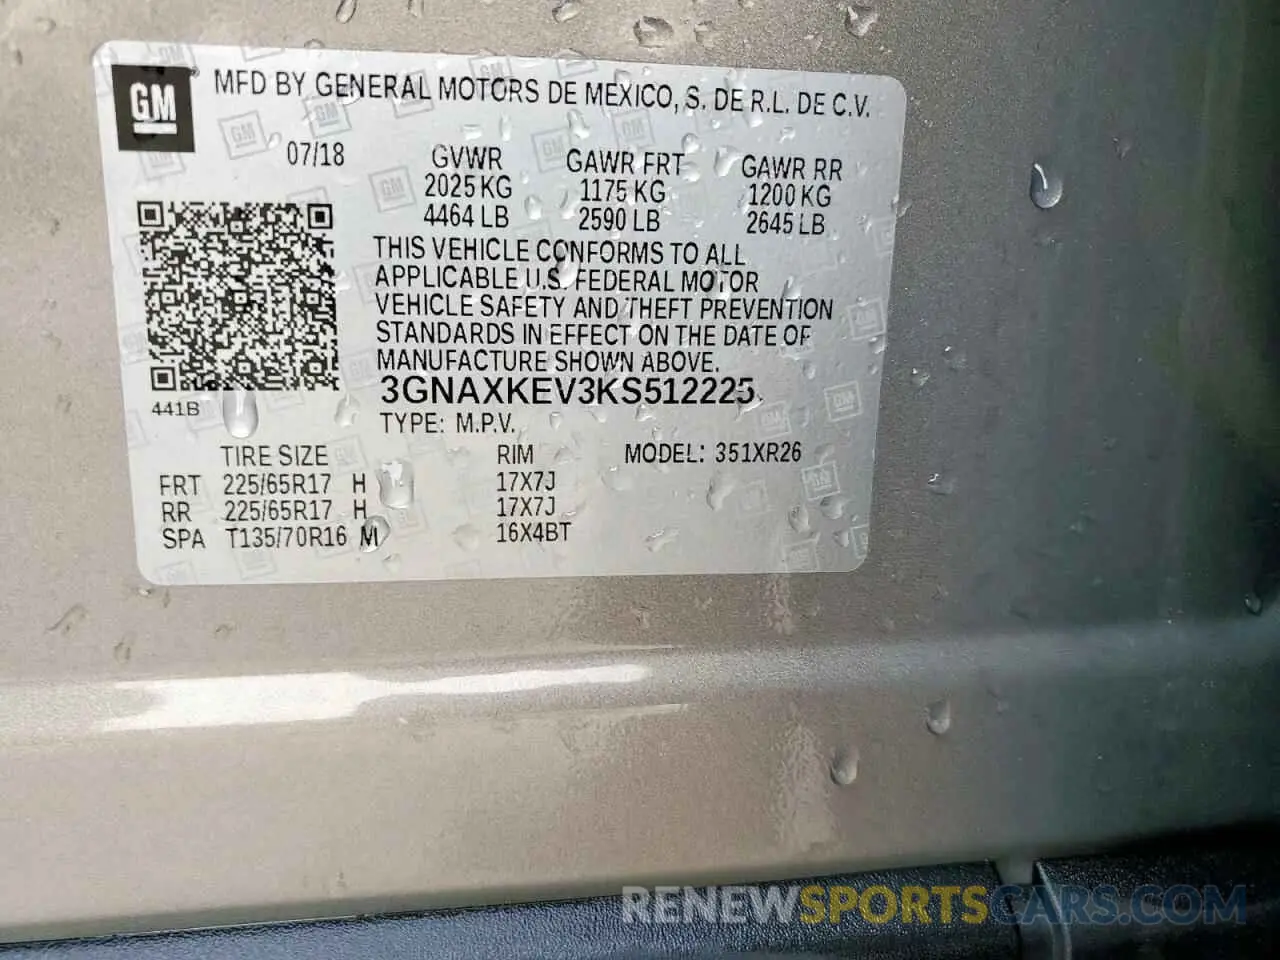 GM
MFD BY GENERAL MOTORS DE MEXICO, S. DE R.L. DE C.V.
07/18
GVWR GAWR FRT GAWR RR
2025 KG 1175 KG 1200 KG
4464 LB 2590 LB 2645 LB
THIS VEHICLE CONFORMS TO ALL
APPLICABLE U.S. FEDERAL MOTOR
VEHICLE SAFETY AND THEFT PREVENTION
STANDARDS IN EFFECT ON THE DATE OF
MANUFACTURE SHOWN ABOVE.
3GNAXKEV3KS512225
441B
TYPE: M.P.V.
TIRE SIZE RIM MODEL: 351XR26
FRT 225/65R17 H 17X7J
RR 225/65R17 H 17X7J
SPA T135/70R16 M 16X4BT
RENEWSPORTSCARS.COM